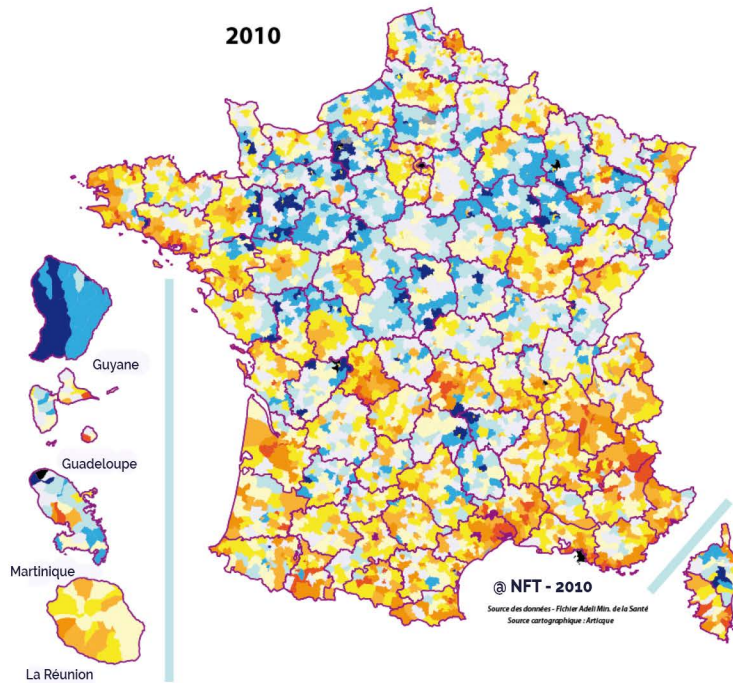 2010
Guyane
Guadeloupe
Martinique
La Réunion
@ NFT - 2010
Source des données - Fichier Adeli Min. de la Santé
Source cartographique : Articque